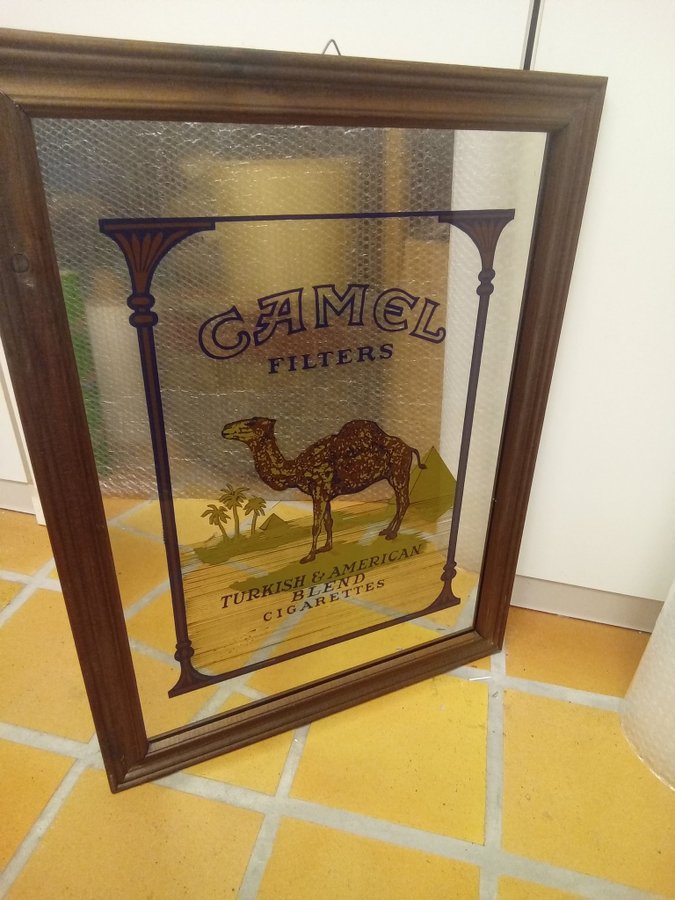 CAMEL
FILTERS
TURKISH & AMERICAN
BLEND
CIGARETTES